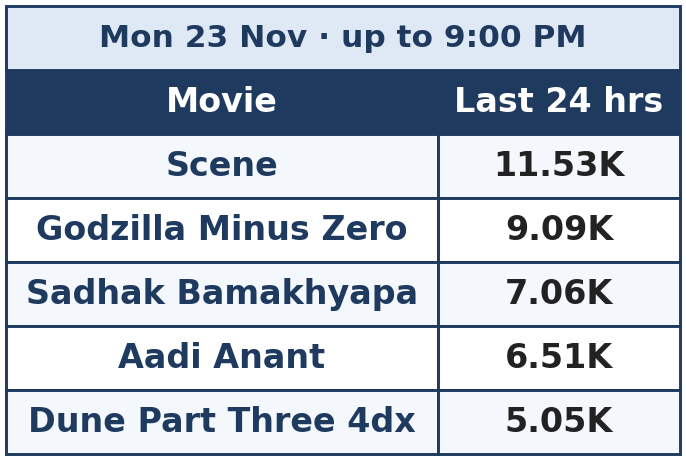 Mon 23 Nov · up to 9:00 PM
Movie Last 24 hrs
Scene 11.53K
Godzilla Minus Zero 9.09K
Sadhak Bamakhyapa 7.06K
Aadi Anant 6.51K
Dune Part Three 4dx 5.05K